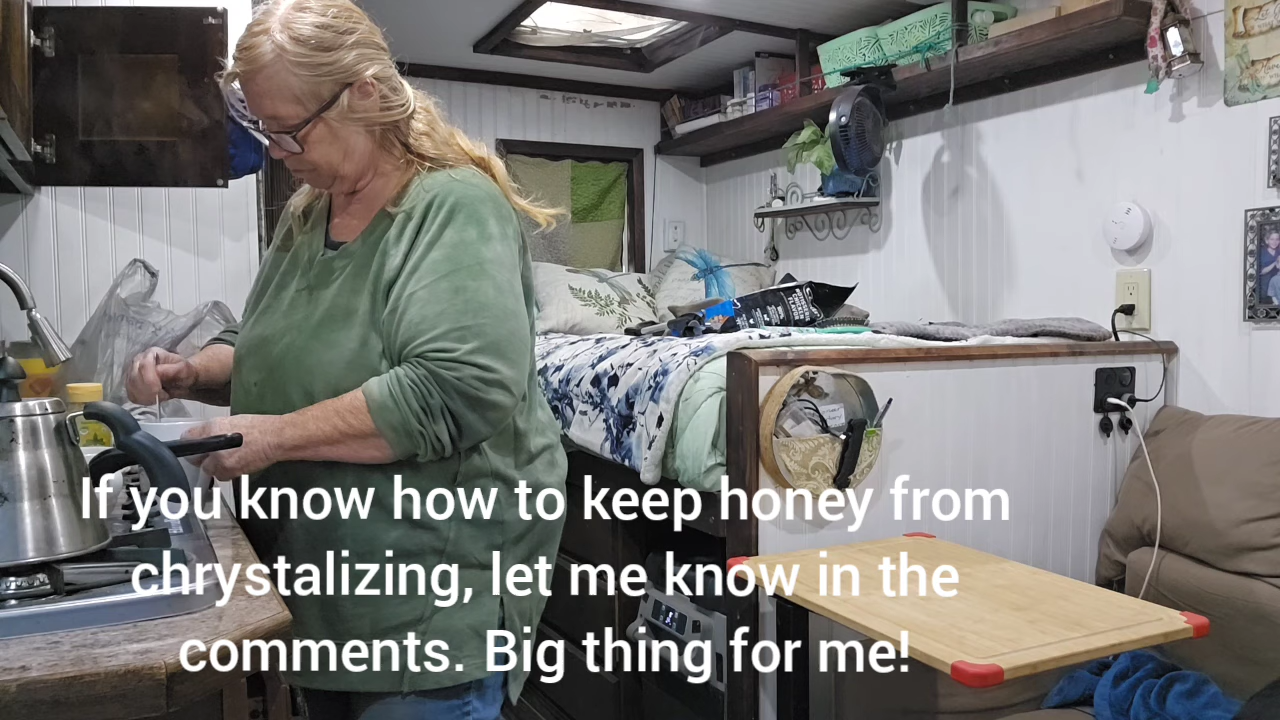 If you know how to keep honey from
chrystalizing, let me know in the
comments. Big thing for me!